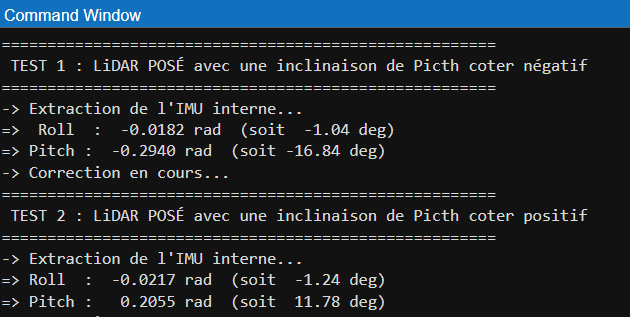 Command Window
======================================================
TEST 1 : LiDAR POSÉ avec une inclinaison de Picth coter négatif
======================================================
-> Extraction de l'IMU interne...
=>  Roll  :  -0.0182 rad  (soit  -1.04 deg)
=> Pitch :  -0.2940 rad  (soit -16.84 deg)
-> Correction en cours...
======================================================
TEST 2 : LiDAR POSÉ avec une inclinaison de Picth coter positif
======================================================
-> Extraction de l'IMU interne...
=> Roll  :  -0.0217 rad  (soit  -1.24 deg)
=> Pitch :   0.2055 rad  (soit  11.78 deg)